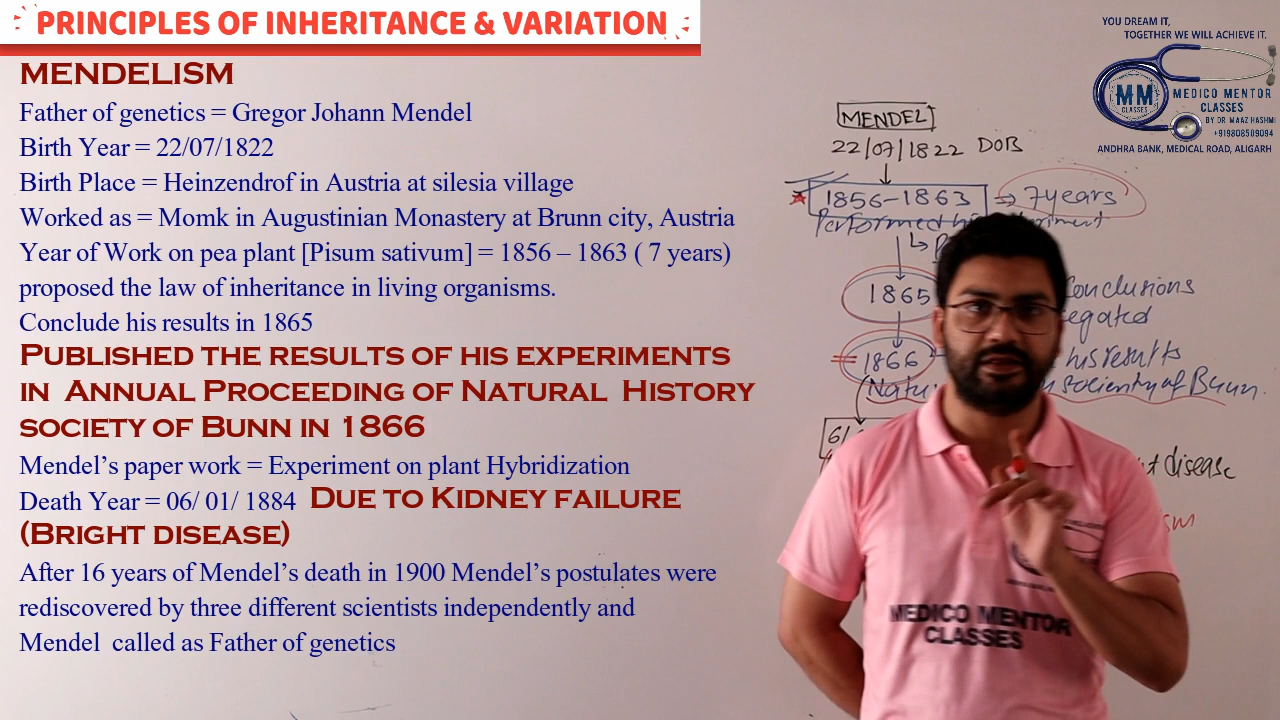 PRINCIPLES OF INHERITANCE & VARIATION
MENDELISM
Father of genetics = Gregor Johann Mendel
Birth Year = 22/07/1822
Birth Place = Heinzendrof in Austria at silesia village
Worked as = Momk in Augustinian Monastery at Brunn city, Austria
Year of Work on pea plant [Pisum sativum] = 1856 – 1863 ( 7 years)
proposed the law of inheritance in living organisms.
Conclude his results in 1865
PUBLISHED THE RESULTS OF HIS EXPERIMENTS
IN ANNUAL PROCEEDING OF NATURAL HISTORY
SOCIETY OF BUNN IN 1866
Mendel's paper work = Experiment on plant Hybridization
Death Year = 06/ 01/ 1884 DUE TO KIDNEY FAILURE
(BRIGHT DISEASE)
After 16 years of Mendel's death in 1900 Mendel's postulates were
rediscovered by three different scientists independently and
Mendel called as Father of genetics
YOU DREAM IT,
TOGETHER WE WILL ACHIEVE IT.
MM
CLASSES
MEDICO MENTOR
CLASSES
BY DR MAAZ HASHMI
+919808509094
ANDHRA BANK, MEDICAL ROAD, ALIGARH
MENDEL
22/07/1822 DOB
1856-1863 => 7 years
Performed
1865 Conclusions
1866 his results
society of Bunn.
disease
MEDICO MENTOR
CLASSES